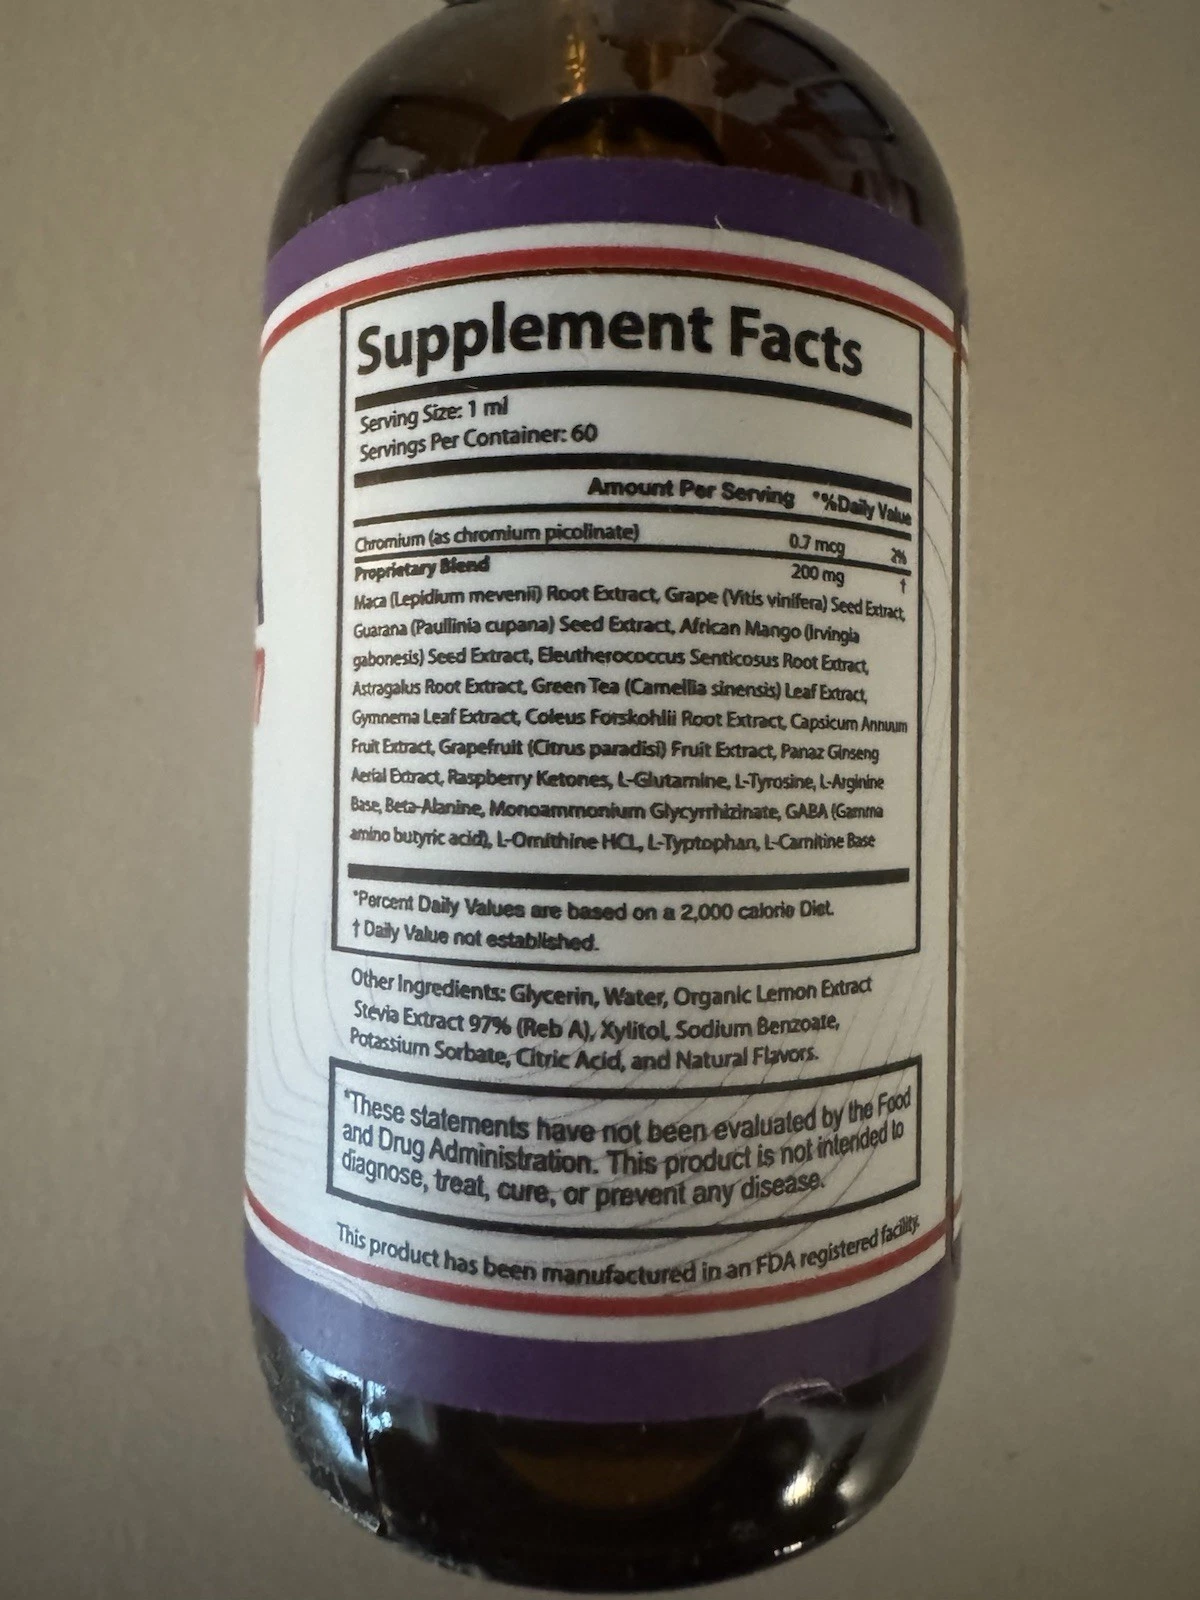 Supplement Facts
Serving Size: 1 ml
Servings Per Container: 60
Amount Per Serving *%Daily Value
Chromium (as chromium picolinate) 0.7 mcg 2%
Proprietary Blend 200 mg †
Maca (Lepidium mevenii) Root Extract, Grape (Vitis vinifera) Seed Extract,
Guarana (Paullinia cupana) Seed Extract, African Mango (Irvingia
gabonesis) Seed Extract, Eleutherococcus Senticosus Root Extract,
Astragalus Root Extract, Green Tea (Camellia sinensis) Leaf Extract,
Gymnema Leaf Extract, Coleus Forskohlii Root Extract, Capsicum Annuum
Fruit Extract, Grapefruit (Citrus paradisi) Fruit Extract, Panaz Ginseng
Aerial Extract, Raspberry Ketones, L-Glutamine, L-Tyrosine, L-Arginine
Base, Beta-Alanine, Monoammonium Glycyrrhizinate, GABA (Gamma
amino butyric acid), L-Ornithine HCL, L-Typtophan, L-Carnitine Base
*Percent Daily Values are based on a 2,000 calorie Diet.
† Daily Value not established.
Other Ingredients: Glycerin, Water, Organic Lemon Extract
Stevia Extract 97% (Reb A), Xylitol, Sodium Benzoate,
Potassium Sorbate, Citric Acid, and Natural Flavors.
*These statements have not been evaluated by the Food
and Drug Administration. This product is not intended to
diagnose, treat, cure, or prevent any disease.
This product has been manufactured in an FDA registered facility.